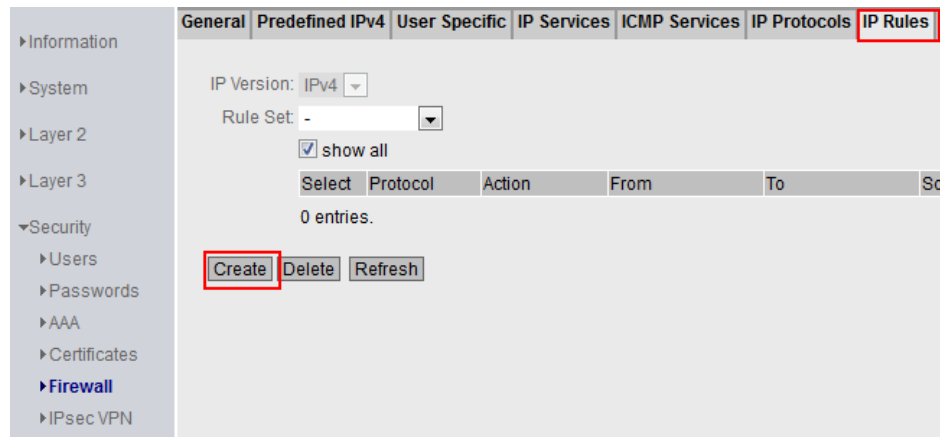 General Predefined IPv4 User Specific IP Services ICMP Services IP Protocols IP Rules
Information
System
Layer 2
Layer 3
Security
Users
Passwords
AAA
Certificates
Firewall
IPsec VPN
IP Version: IPv4
Rule Set: -
show all
Select Protocol Action From To
0 entries.
Create Delete Refresh